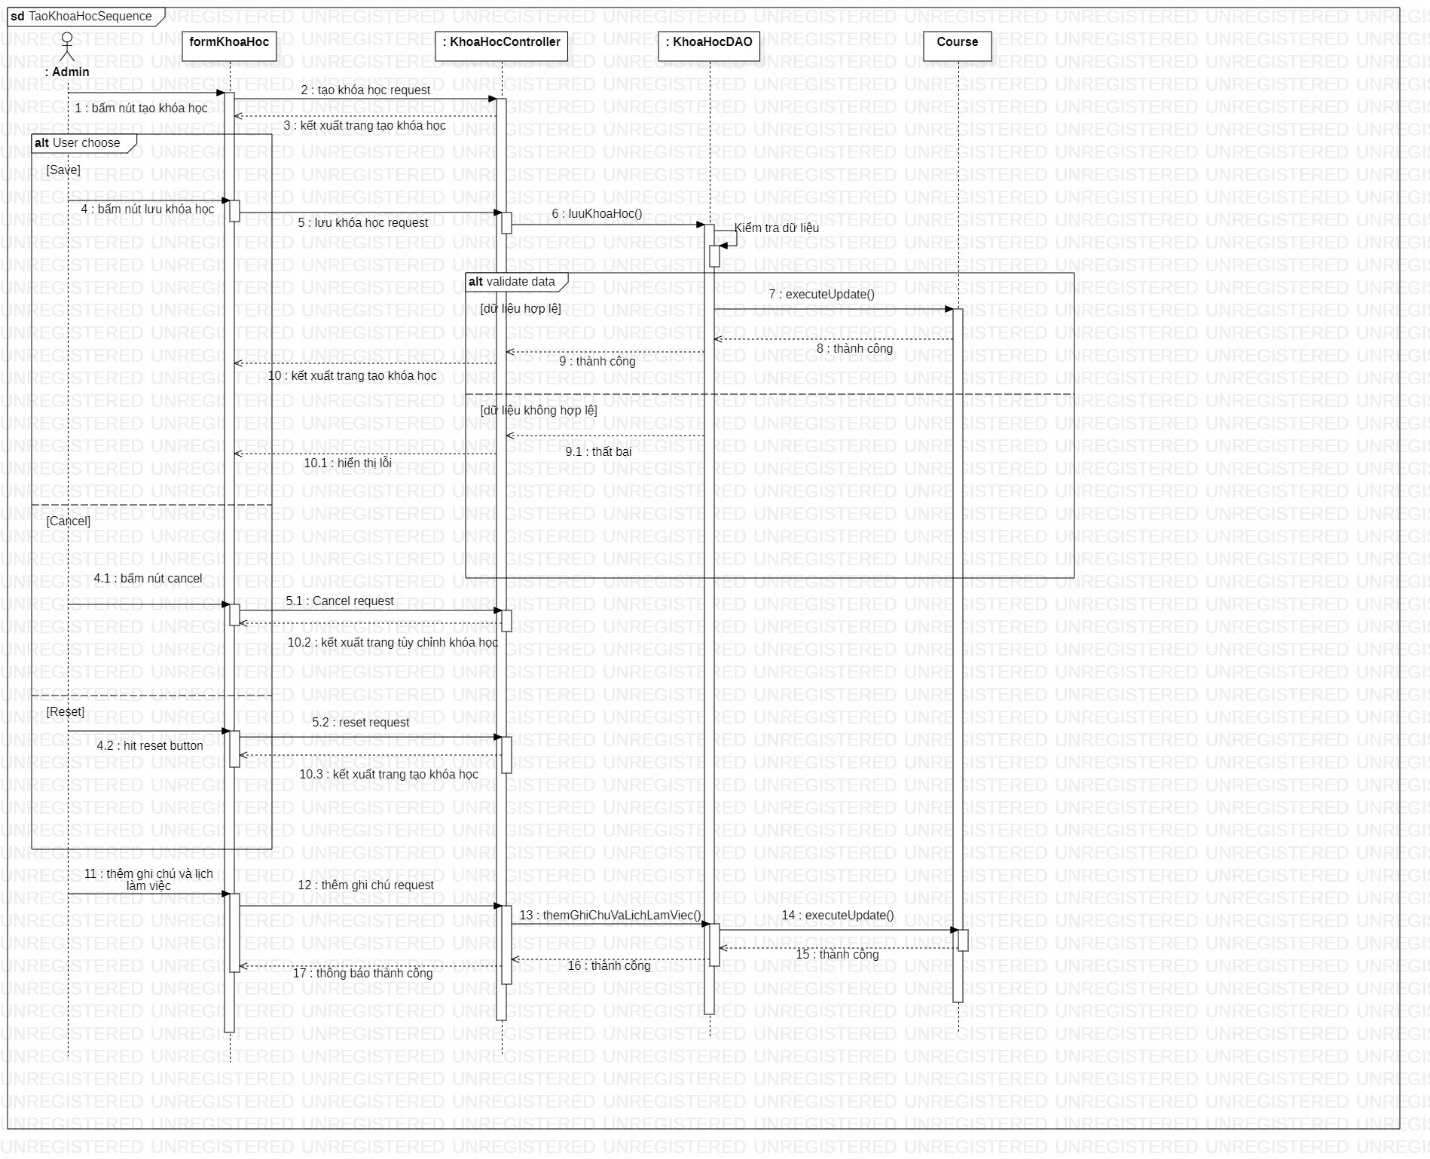 sd TaoKhoaHocSequence
: Admin
formKhoaHoc
: KhoaHocController
: KhoaHocDAO
Course
1 : bấm nút tạo khóa học
2 : tạo khóa học request
3 : kết xuất trang tạo khóa học
alt User choose
[Save]
4 : bấm nút lưu khóa học
5 : lưu khóa học request
6 : luuKhoaHoc()
Kiểm tra dữ liệu
alt validate data
[dữ liệu hợp lệ]
7 : executeUpdate()
8 : thành công
9 : thành công
10 : kết xuất trang tạo khóa học
[dữ liệu không hợp lệ]
9.1 : thất bại
10.1 : hiển thị lỗi
[Cancel]
4.1 : bấm nút cancel
5.1 : Cancel request
10.2 : kết xuất trang tùy chỉnh khóa học
[Reset]
4.2 : hit reset button
5.2 : reset request
10.3 : kết xuất trang tạo khóa học
11 : thêm ghi chú và lịch
làm việc
12 : thêm ghi chú request
13 : themGhiChuVaLichLamViec()
14 : executeUpdate()
15 : thành công
16 : thành công
17 : thông báo thành công
UNREGISTERED